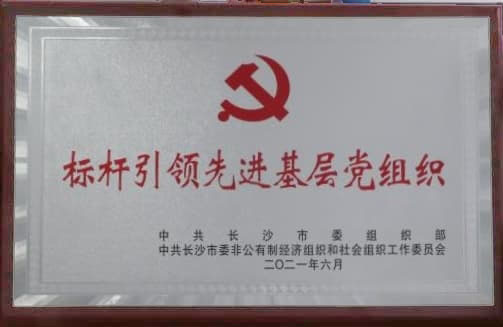 标杆引领先进基层党组织
中共长沙市委组织部
中共长沙市委非公有制经济组织和社会组织工作委员会
二〇二一年六月